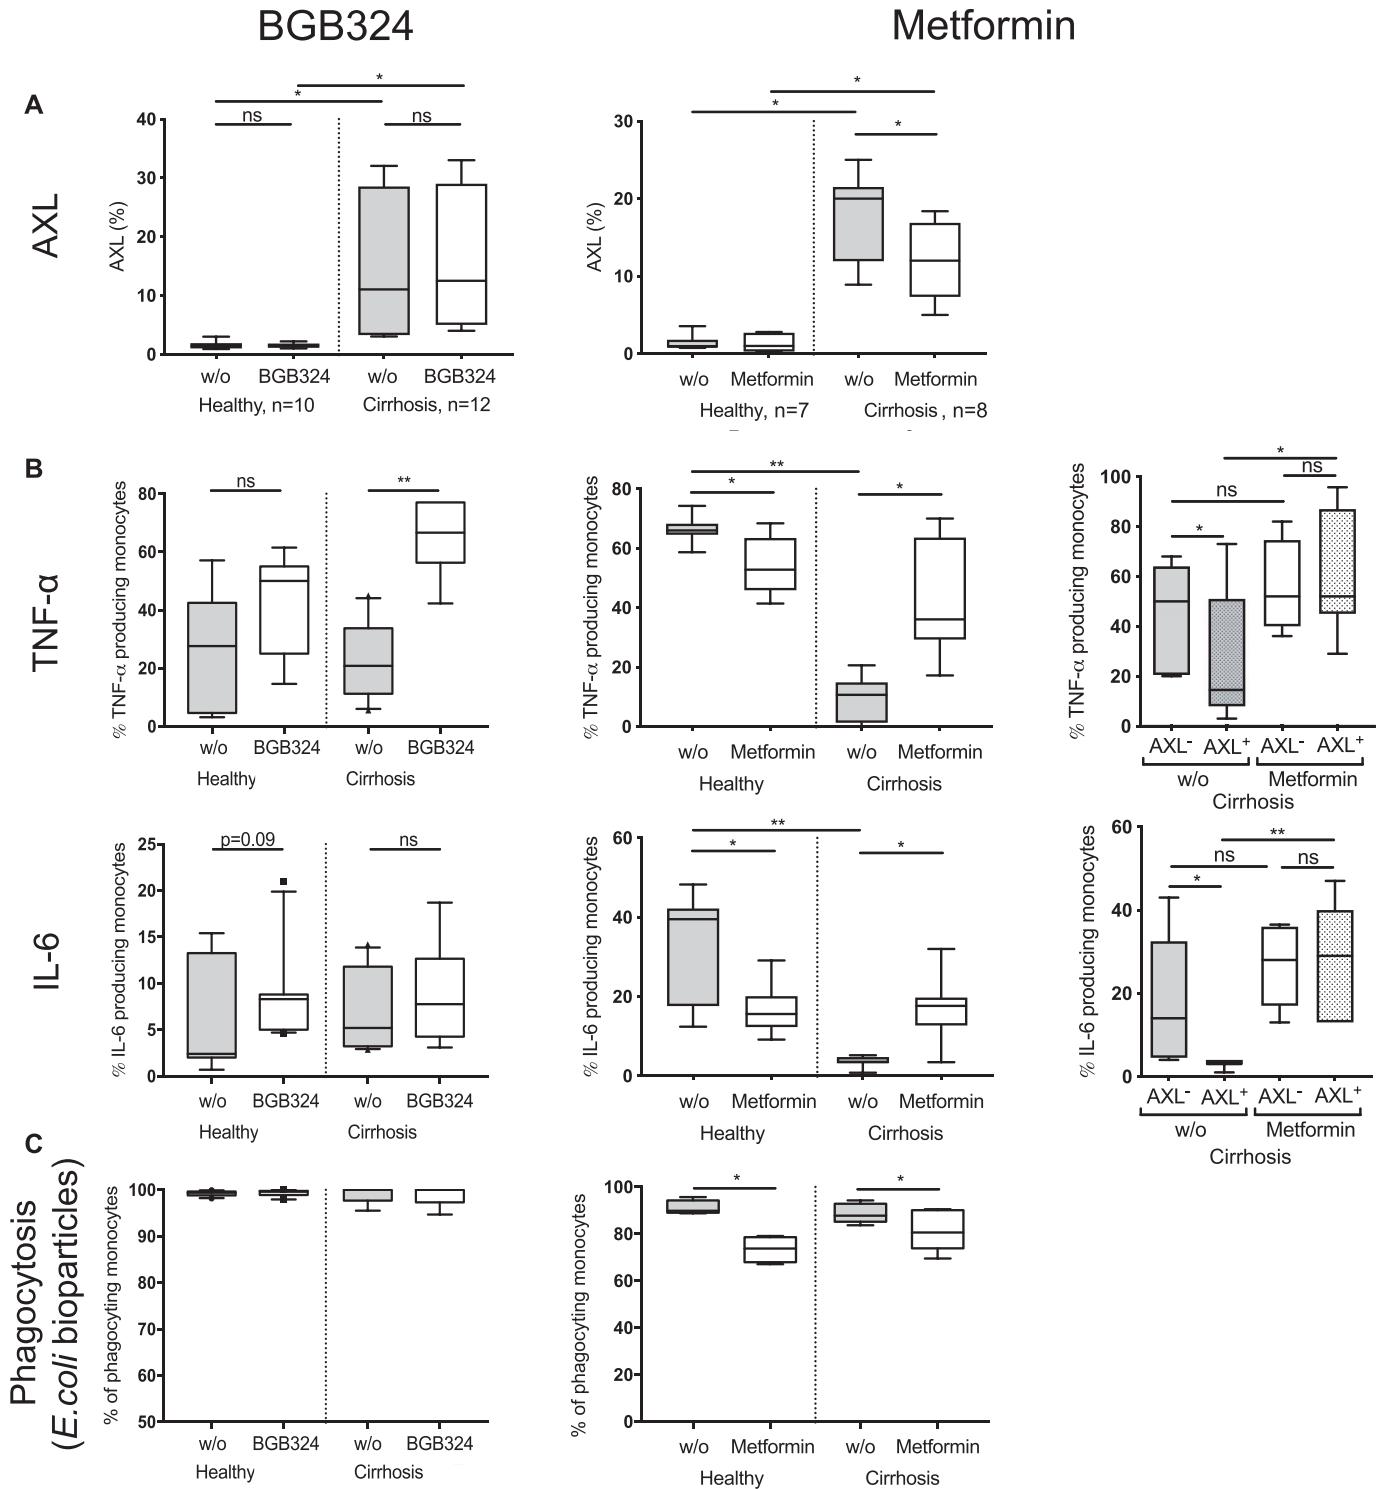 BGB324
Metformin
A
AXL
AXL (%)
40
30
20
10
0
ns
*
*
ns
w/o
BGB324
w/o
BGB324
Healthy, n=10
Cirrhosis, n=12
AXL (%)
30
20
10
0
*
*
*
w/o
Metformin
w/o
Metformin
Healthy, n=7
Cirrhosis , n=8
B
TNF-α
% TNF-α producing monocytes
80
60
40
20
0
ns
**
w/o
BGB324
w/o
BGB324
Healthy
Cirrhosis
% TNF-α producing monocytes
80
60
40
20
0
**
*
*
w/o
Metformin
w/o
Metformin
Healthy
Cirrhosis
% TNF-α producing monocytes
100
80
60
40
20
0
*
ns
ns
*
AXL-
AXL+
AXL-
AXL+
w/o
Metformin
Cirrhosis
IL-6
% IL-6 producing monocytes
25
20
15
10
5
0
p=0.09
ns
w/o
BGB324
w/o
BGB324
Healthy
Cirrhosis
% IL-6 producing monocytes
60
40
20
0
**
*
*
w/o
Metformin
w/o
Metformin
Healthy
Cirrhosis
% IL-6 producing monocytes
60
40
20
0
**
ns
ns
*
AXL-
AXL+
AXL-
AXL+
w/o
Metformin
Cirrhosis
C
Phagocytosis
(E.coli bioparticles)
% of phagocyting monocytes
100
90
80
70
60
50
w/o
BGB324
w/o
BGB324
Healthy
Cirrhosis
% of phagocyting monocytes
100
80
60
40
20
0
*
*
w/o
Metformin
w/o
Metformin
Healthy
Cirrhosis